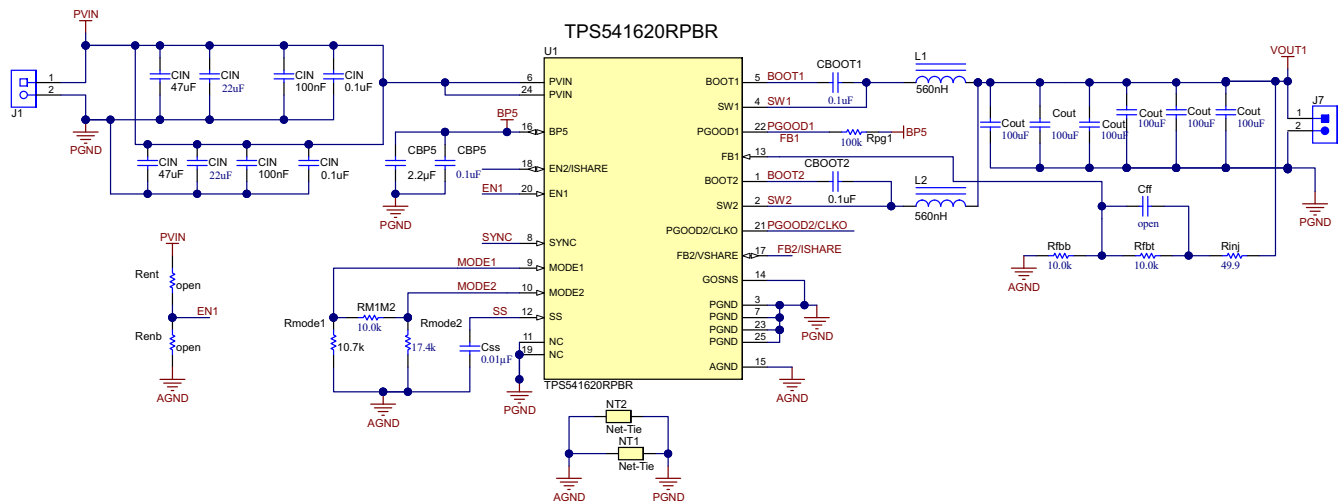 TPS541620RPBR
PVIN
J1
1
2
PGND
CIN
47uF
CIN
22uF
CIN
100nF
CIN
0.1uF
CIN
47uF
CIN
22uF
CIN
100nF
CIN
0.1uF
PVIN
Rent
open
EN1
Renb
open
AGND
BP5
CBP5
2.2µF
CBP5
0.1uF
PGND
EN1
SYNC
MODE1
MODE2
SS
Rmode1
10.7k
RM1M2
10.0k
Rmode2
17.4k
Css
0.01µF
AGND
PGND
U1
6
PVIN
24
PVIN
16
BP5
18
EN2/ISHARE
20
EN1
8
SYNC
9
MODE1
10
MODE2
12
SS
11
NC
19
NC
TPS541620RPBR
BOOT1
5
BOOT1
SW1
4
SW1
PGOOD1
22
PGOOD1
FB1
FB1
13
BOOT2
1
BOOT2
SW2
2
SW2
PGOOD2/CLKO
21
PGOOD2/CLKO
FB2/VSHARE
17
FB2/ISHARE
GOSNS
14
PGND
3
PGND
7
PGND
23
PGND
25
AGND
15
PGND
AGND
CBOOT1
0.1uF
L1
560nH
100k
Rpg1
BP5
CBOOT2
0.1uF
L2
560nH
VOUT1
Cout
100uF
Cout
100uF
Cout
100uF
Cout
100uF
Cout
100uF
Cout
100uF
J7
1
2
PGND
Cff
open
Rfbb
10.0k
Rfbt
10.0k
Rinj
49.9
AGND
NT2
Net-Tie
NT1
Net-Tie
AGND
PGND